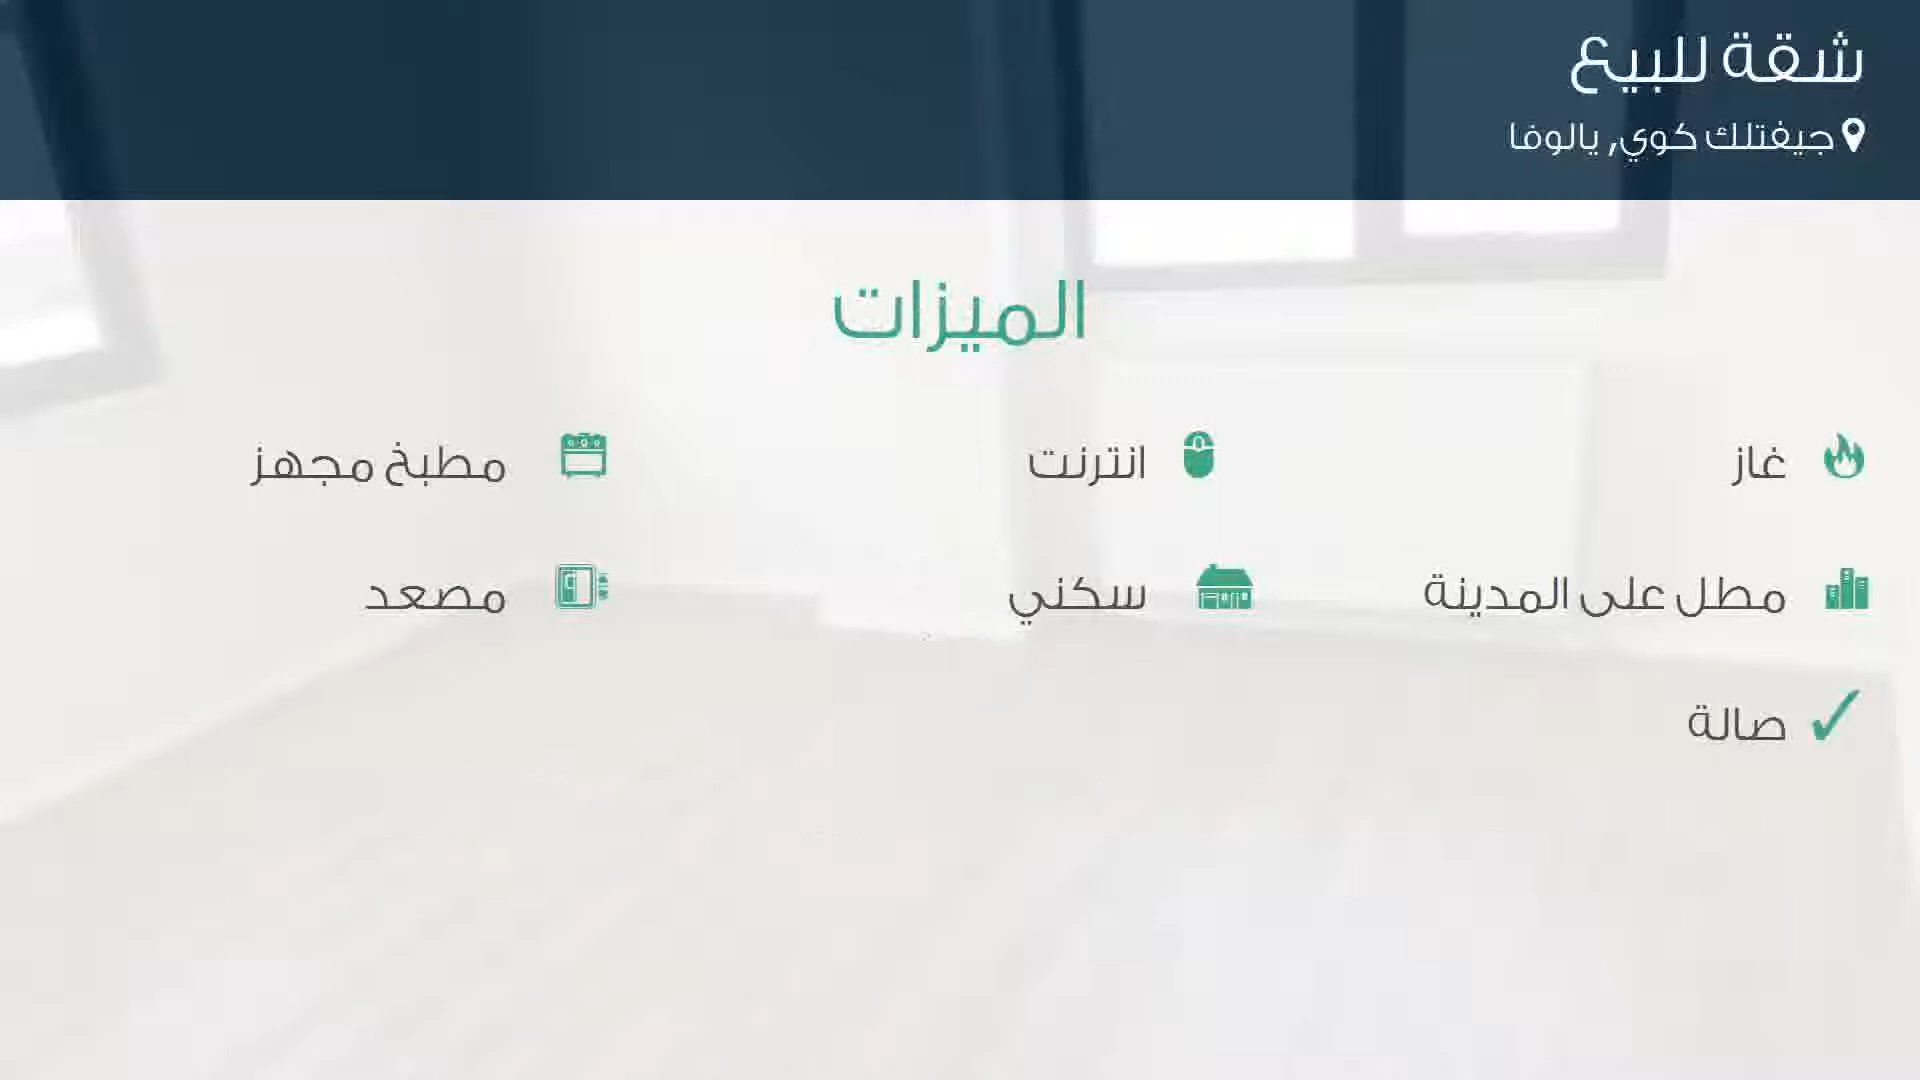 شقة للبيع
جيفتلك كوي, يالوفا
الميزات
غاز
انترنت
مطبخ مجهز
مطل على المدينة
سكني
مصعد
صالة